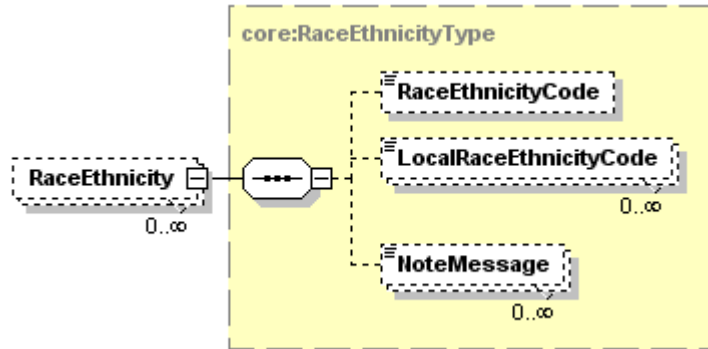 core:RaceEthnicityType
RaceEthnicityCode
LocalRaceEthnicityCode
0..∞
RaceEthnicity
0..∞
NoteMessage
0..∞